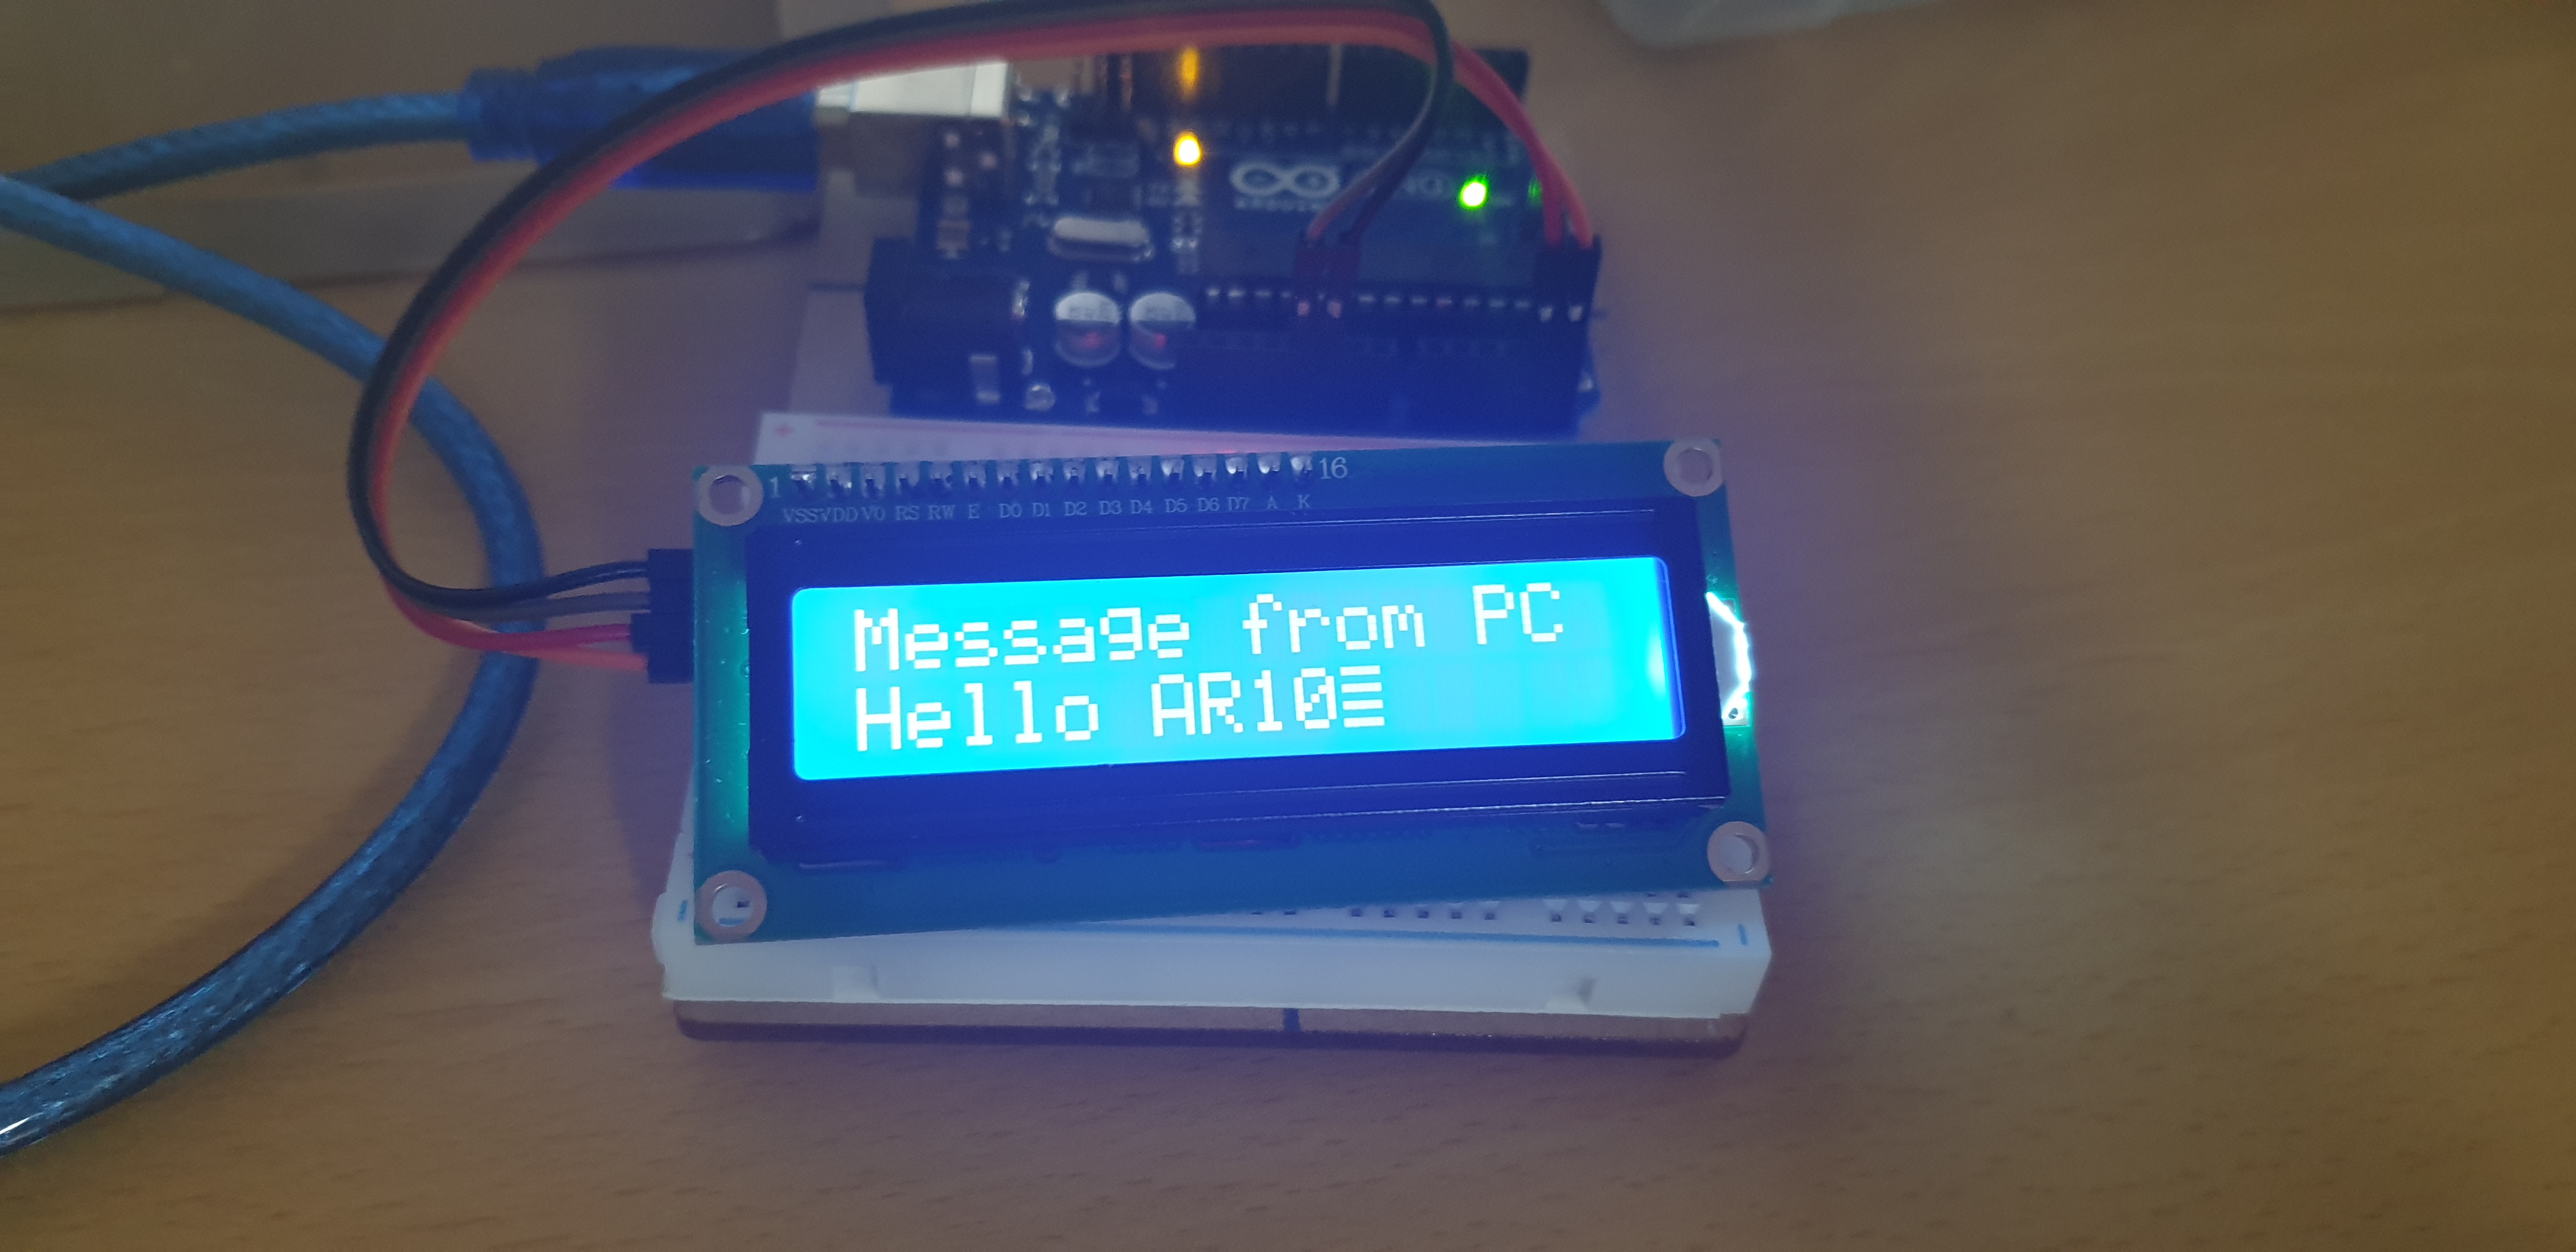 1
16
VSS VDD V0 RS RW E D0 D1 D2 D3 D4 D5 D6 D7 A K
Message from PC
Hello AR10≡